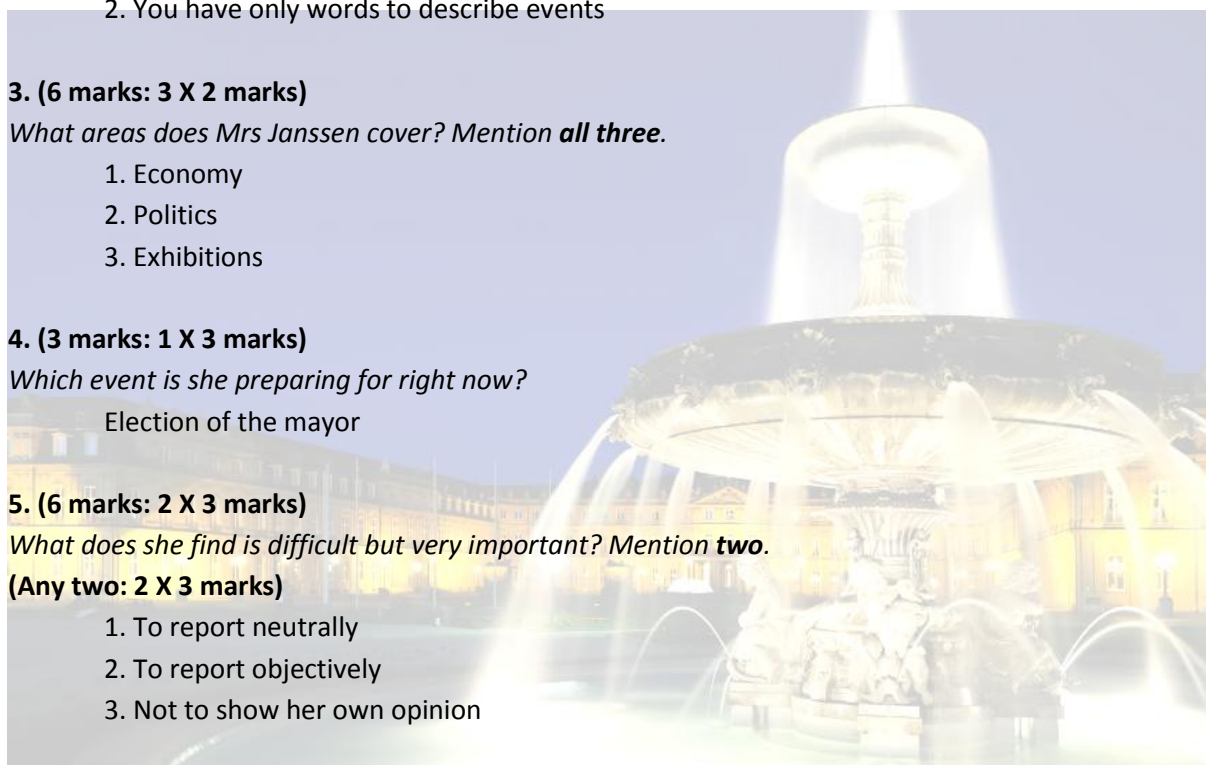 2. You have only words to describe events
3. (6 marks: 3 X 2 marks)
What areas does Mrs Janssen cover? Mention all three.
1. Economy
2. Politics
3. Exhibitions
4. (3 marks: 1 X 3 marks)
Which event is she preparing for right now?
Election of the mayor
5. (6 marks: 2 X 3 marks)
What does she find is difficult but very important? Mention two.
(Any two: 2 X 3 marks)
1. To report neutrally
2. To report objectively
3. Not to show her own opinion